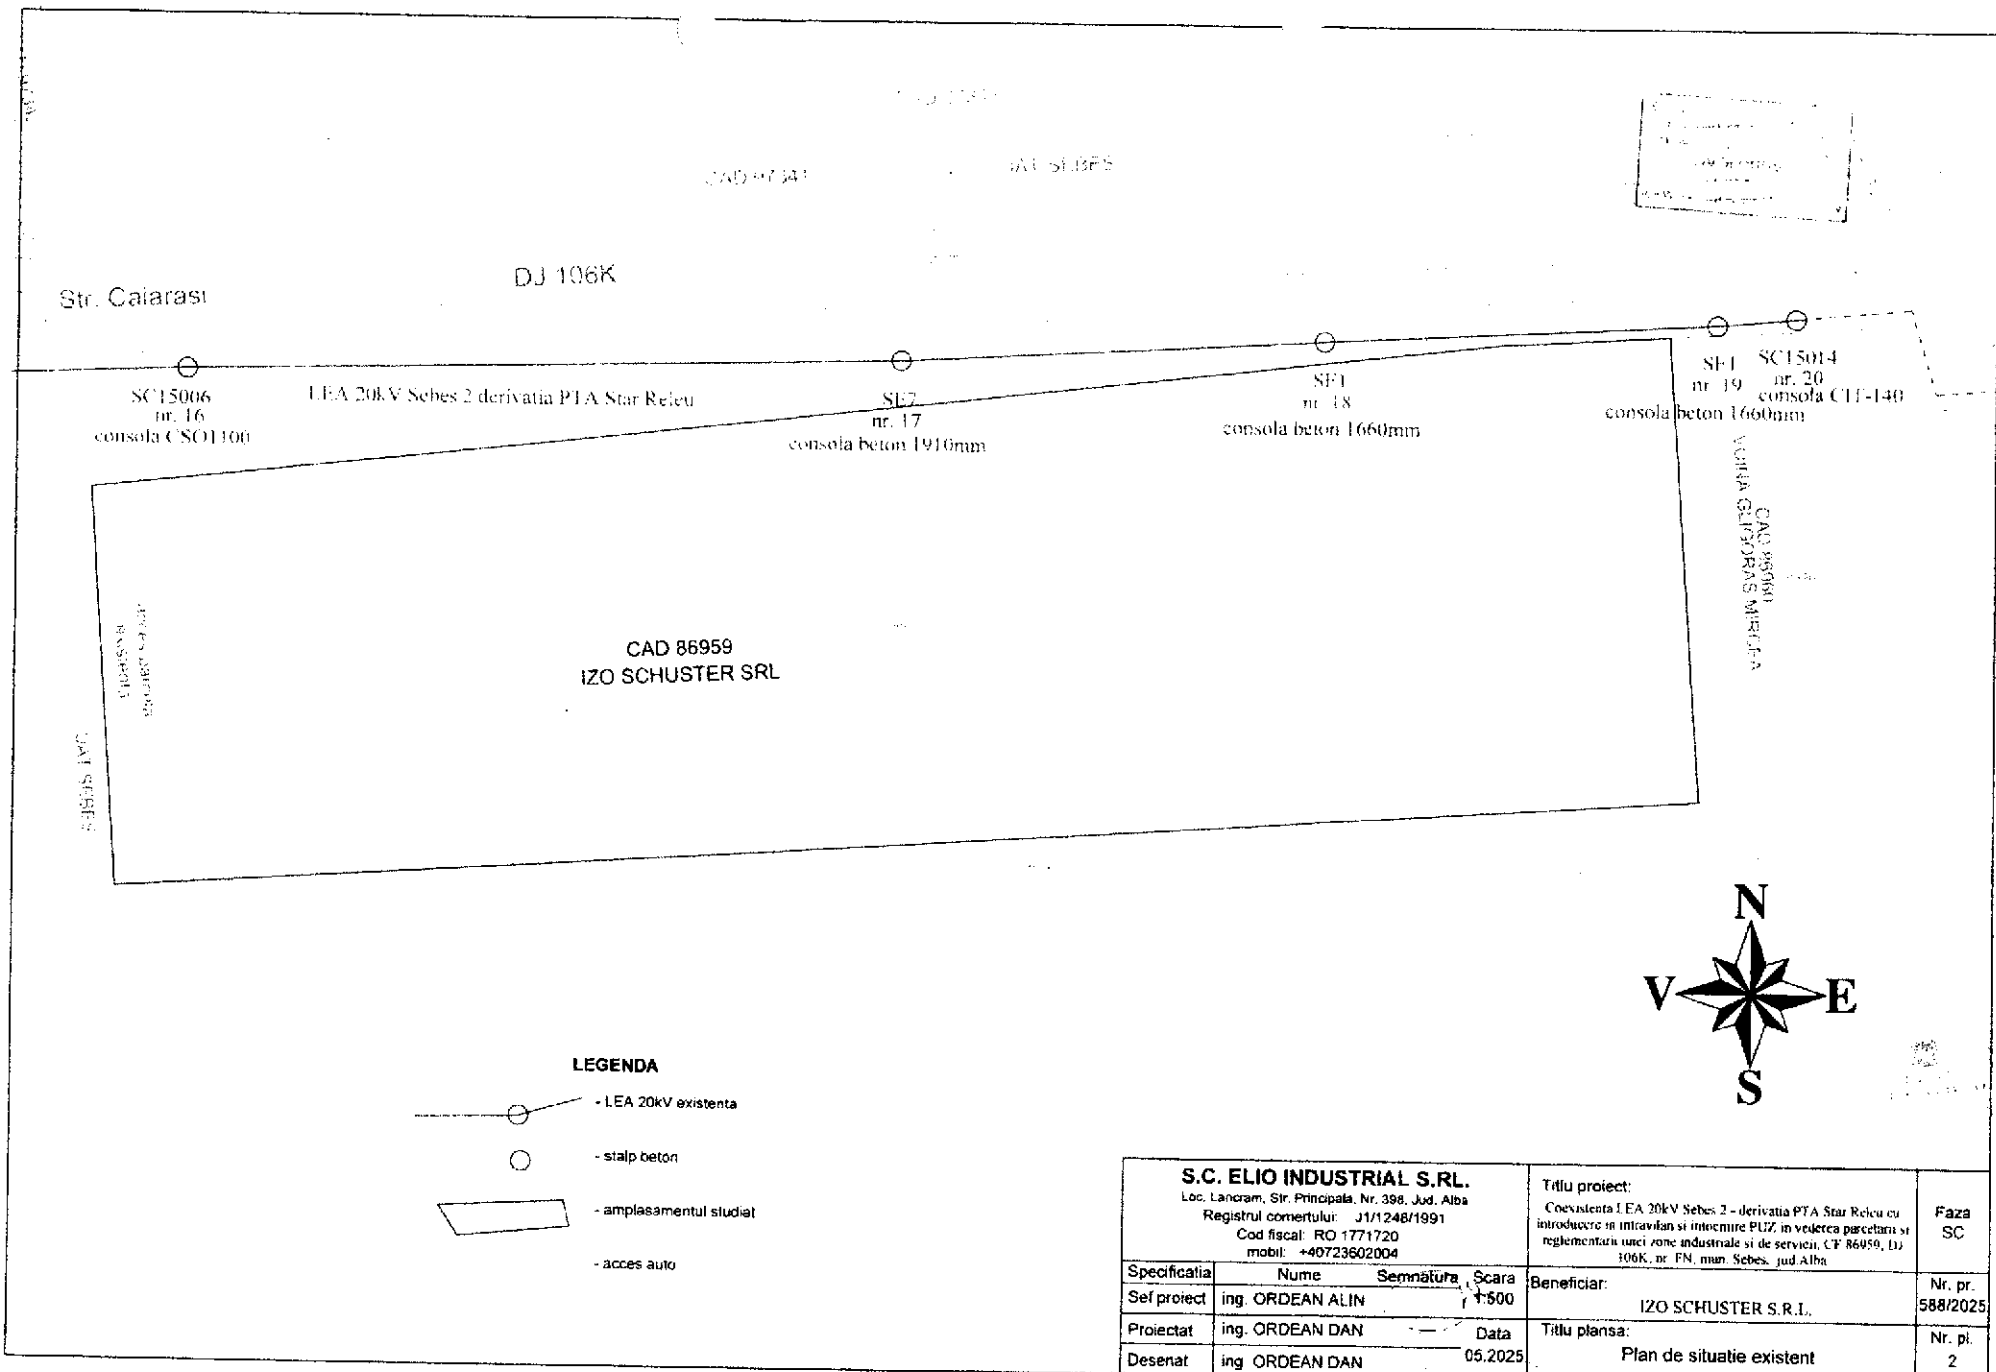 CAD 97341
UAT SEBES
DJ 106K
Str. Calarasi
SC15006
nr. 16
consola CSO1100
LEA 20kV Sebes 2 derivatia PTA Star Releu
SE7
nr. 17
consola beton 1910mm
SE1
nr. 18
consola beton 1660mm
SE1
nr. 19
consola beton 1660mm
SC15014
nr. 20
consola CIT-140
CAD 86960
GLIGORAS MIRCEA
CAD 86959
IZO SCHUSTER SRL
acces parcela
existenta
UAT SEBES
N
V
E
S
LEGENDA
- LEA 20kV existenta
- stalp beton
- amplasamentul studiat
- acces auto
S.C. ELIO INDUSTRIAL S.RL.
Loc. Lancram, Str. Principala, Nr. 398, Jud. Alba
Registrul comertului: J1/1248/1991
Cod fiscal: RO 1771720
mobil: +40723602004
Titlu proiect:
Coexistenta LEA 20kV Sebes 2 - derivatia PTA Star Releu cu
introducere in intravilan si intocmire PUZ in vederea parcelarii si
reglementarii unei zone industriale si de servicii, CF 86959, DJ
106K, nr. FN, mun. Sebes, jud.Alba
Faza
SC
Specificatia Nume Semnatura Scara
Sef proiect ing. ORDEAN ALIN 1:500
Proiectat ing. ORDEAN DAN Data
Desenat ing ORDEAN DAN 05.2025
Beneficiar:
IZO SCHUSTER S.R.L.
Nr. pr.
588/2025
Titlu plansa:
Plan de situatie existent
Nr. pl.
2